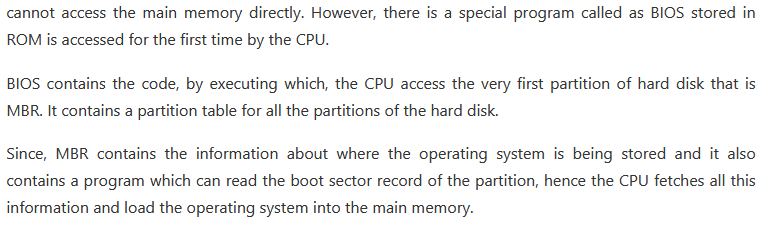 cannot access the main memory directly. However, there is a special program called as BIOS stored in
ROM is accessed for the first time by the CPU.
BIOS contains the code, by executing which, the CPU access the very first partition of hard disk that is
MBR. It contains a partition table for all the partitions of the hard disk.
Since, MBR contains the information about where the operating system is being stored and it also
contains a program which can read the boot sector record of the partition, hence the CPU fetches all this
information and load the operating system into the main memory.